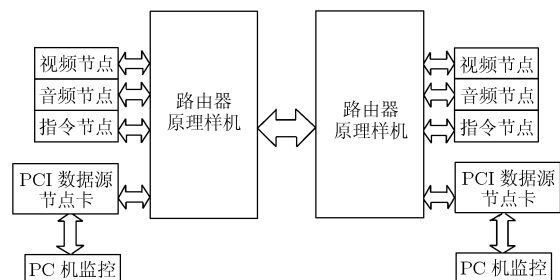 视频节点
音频节点
指令节点
PCI 数据源
节点卡
PC 机监控
路由器
原理样机
路由器
原理样机
视频节点
音频节点
指令节点
PCI 数据源
节点卡
PC 机监控